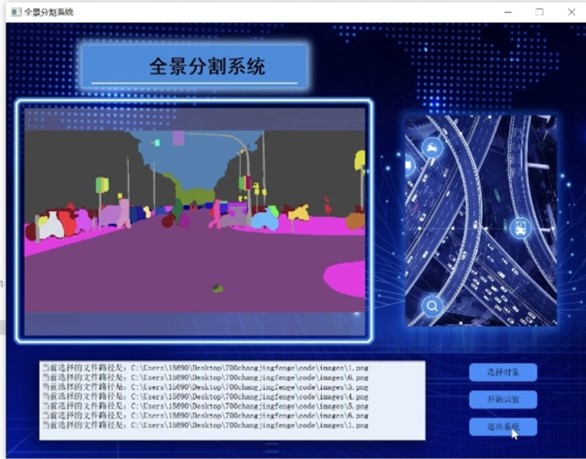 全景分割系统
全景分割系统
当前选择的文件路径是: C:\Users\15690\Desktop\700changjingfenge\code\images\1.png
当前选择的文件路径是: C:\Users\15690\Desktop\700changjingfenge\code\images\6.png
当前选择的文件路径是: C:\Users\15690\Desktop\700changjingfenge\code\images\3.png
当前选择的文件路径是: C:\Users\15690\Desktop\700changjingfenge\code\images\4.png
当前选择的文件路径是: C:\Users\15690\Desktop\700changjingfenge\code\images\5.png
当前选择的文件路径是: C:\Users\15690\Desktop\700changjingfenge\code\images\6.png
当前选择的文件路径是: C:\Users\15690\Desktop\700changjingfenge\code\images\7.png
选择对象
开始识别
退出系统